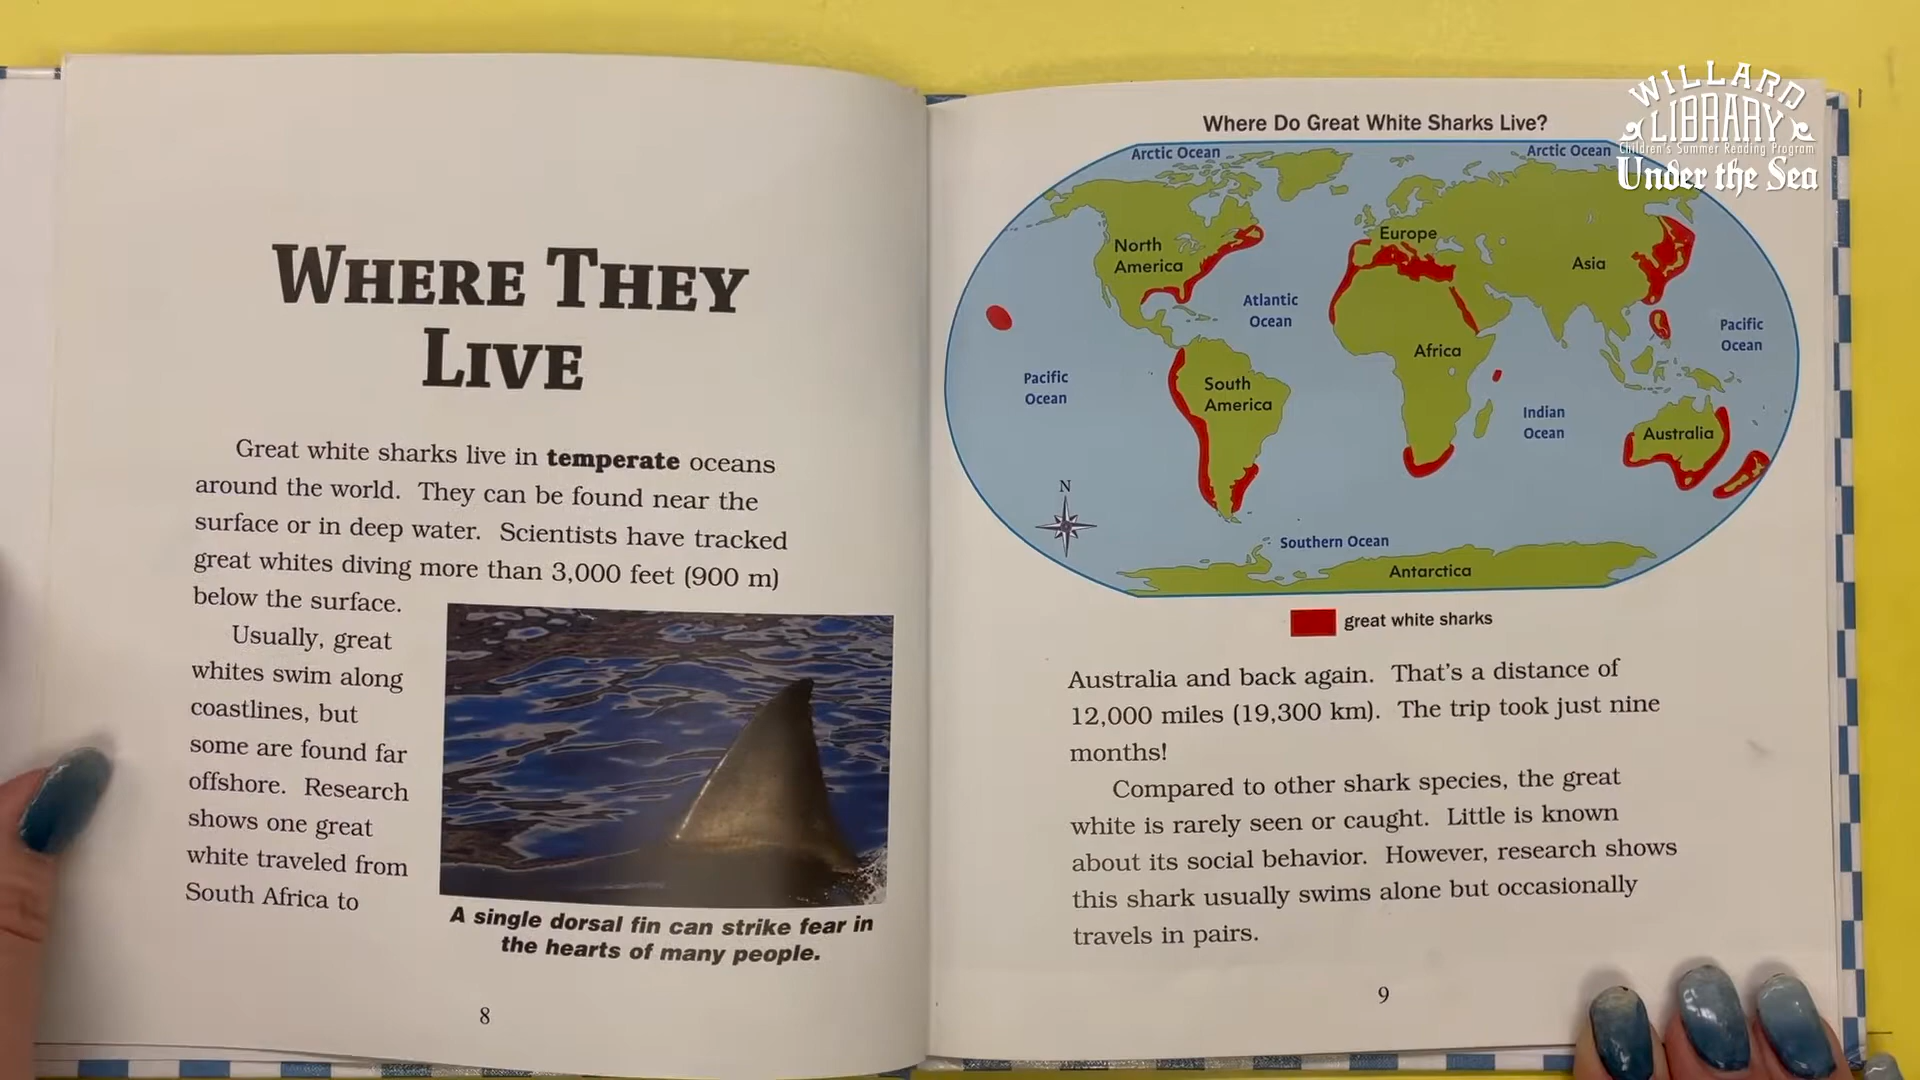 WHERE THEY
LIVE
Great white sharks live in temperate oceans
around the world. They can be found near the
surface or in deep water. Scientists have tracked
great whites diving more than 3,000 feet (900 m)
below the surface.
Usually, great
whites swim along
coastlines, but
some are found far
offshore. Research
shows one great
white traveled from
South Africa to
A single dorsal fin can strike fear in
the hearts of many people.
8
Where Do Great White Sharks Live?
Arctic Ocean
Arctic Ocean
North
America
Europe
Asia
Atlantic
Ocean
Pacific
Ocean
Africa
Pacific
Ocean
South
America
Indian
Ocean
Australia
N
Southern Ocean
Antarctica
great white sharks
Australia and back again. That's a distance of
12,000 miles (19,300 km). The trip took just nine
months!
Compared to other shark species, the great
white is rarely seen or caught. Little is known
about its social behavior. However, research shows
this shark usually swims alone but occasionally
travels in pairs.
9
WILLARD
LIBRARY
Children's Summer Reading Program
Under the Sea